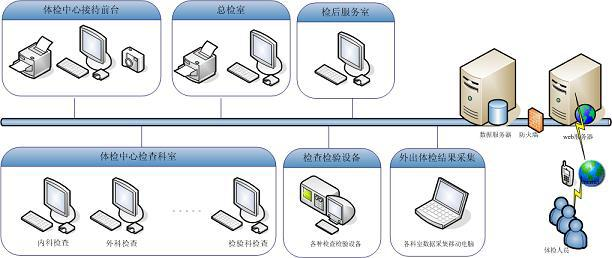 体检中心接待前台
总检室
检后服务室
数据服务器
防火墙
web服务器
体检中心检查科室
检查检验设备
外出体检结果采集
内科检查
外科检查
......
检验科检查
各种检查检验设备
各科室数据采集移动电脑
体检人员